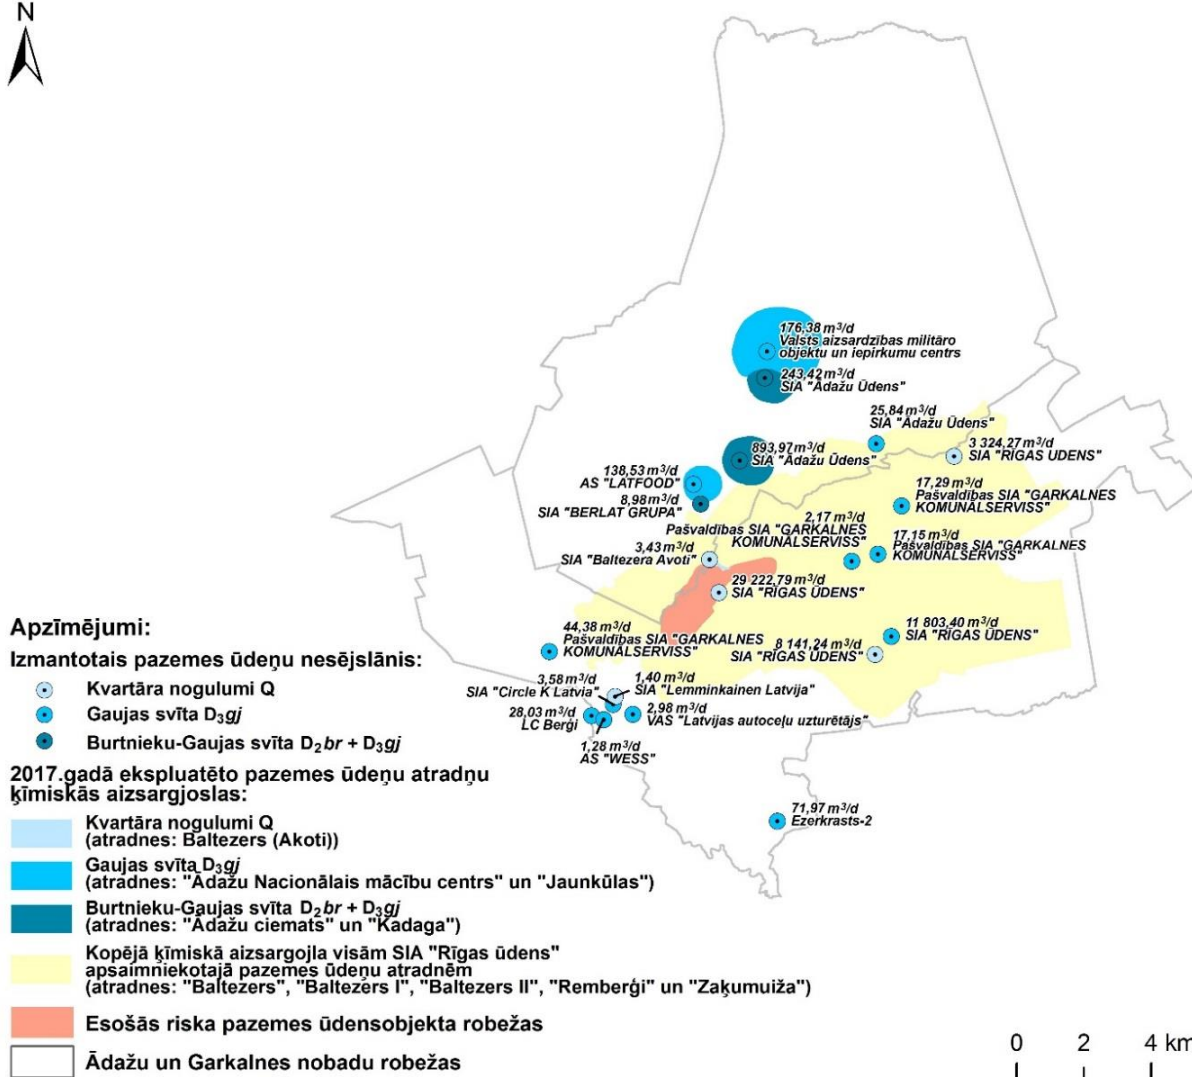 N
176,38 m³/d
Valsts aizsardzības militāro
objektu un iepirkumu centrs
243,42 m³/d
SIA "Ādažu Ūdens"
25,84 m³/d
SIA "Ādažu Ūdens"
893,97 m³/d
SIA "Ādažu Ūdens"
3 324,27 m³/d
SIA "RĪGAS ŪDENS"
138,53 m³/d
AS "LATFOOD"
8,98 m³/d
SIA "BERLAT GRUPA"
17,29 m³/d
Pašvaldības SIA "GARKALNES
KOMUNĀLSERVISS"
2,17 m³/d
Pašvaldības SIA "GARKALNES
KOMUNĀLSERVISS"
17,15 m³/d
Pašvaldības SIA "GARKALNES
KOMUNĀLSERVISS"
3,43 m³/d
SIA "Baltezera Avoti"
29 222,79 m³/d
SIA "RĪGAS ŪDENS"
44,38 m³/d
Pašvaldības SIA "GARKALNES
KOMUNĀLSERVISS"
11 803,40 m³/d
SIA "RĪGAS ŪDENS"
8 141,24 m³/d
SIA "RĪGAS ŪDENS"
3,58 m³/d
SIA "Circle K Latvia"
1,40 m³/d
SIA "Lemminkainen Latvija"
28,03 m³/d
LC Berģi
2,98 m³/d
VAS "Latvijas autoceļu uzturētājs"
1,28 m³/d
AS "WESS"
71,97 m³/d
Ezerkrasts-2
Apzīmējumi:
Izmantotais pazemes ūdeņu nesējslānis:
Kvartāra nogulumi Q
Gaujas svīta D₃gj
Burtnieku-Gaujas svīta D₂br + D₃gj
2017.gadā ekspluatēto pazemes ūdeņu atradņu
ķīmiskās aizsargjoslas:
Kvartāra nogulumi Q
(atradnes: Baltezers (Akoti))
Gaujas svīta D₃gj
(atradnes: "Ādažu Nacionālais mācību centrs" un "Jaunkūlas")
Burtnieku-Gaujas svīta D₂br + D₃gj
(atradnes: "Ādažu ciemats" un "Kadaga")
Kopējā ķīmiskā aizsargojla visām SIA "Rīgas ūdens"
apsaimniekotajā pazemes ūdeņu atradnēm
(atradnes: "Baltezers", "Baltezers I", "Baltezers II", "Remberģi" un "Zaķumuiža")
Esošās riska pazemes ūdensobjekta robežas
Ādažu un Garkalnes nobadu robežas
0 2 4 km